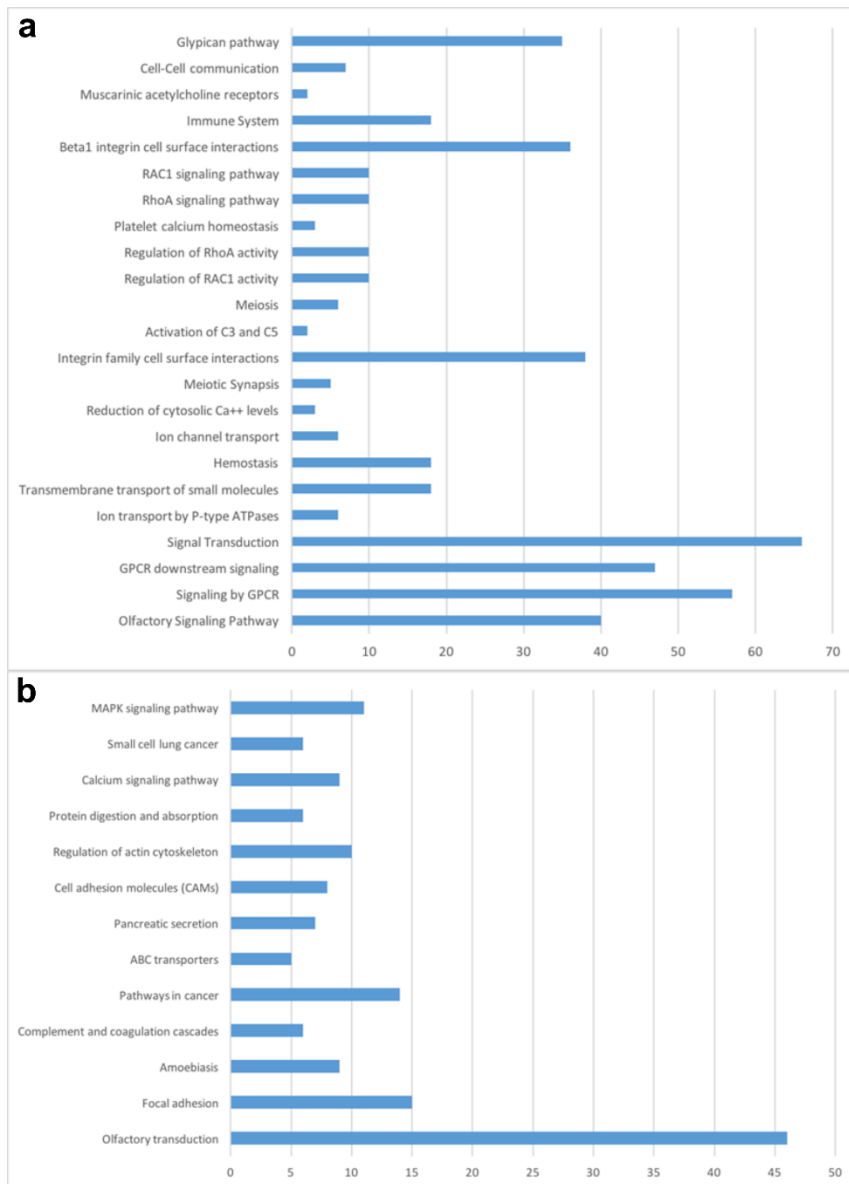 a
Glypican pathway
Cell-Cell communication
Muscarinic acetylcholine receptors
Immune System
Beta1 integrin cell surface interactions
RAC1 signaling pathway
RhoA signaling pathway
Platelet calcium homeostasis
Regulation of RhoA activity
Regulation of RAC1 activity
Meiosis
Activation of C3 and C5
Integrin family cell surface interactions
Meiotic Synapsis
Reduction of cytosolic Ca++ levels
Ion channel transport
Hemostasis
Transmembrane transport of small molecules
Ion transport by P-type ATPases
Signal Transduction
GPCR downstream signaling
Signaling by GPCR
Olfactory Signaling Pathway
0 10 20 30 40 50 60 70
b
MAPK signaling pathway
Small cell lung cancer
Calcium signaling pathway
Protein digestion and absorption
Regulation of actin cytoskeleton
Cell adhesion molecules (CAMs)
Pancreatic secretion
ABC transporters
Pathways in cancer
Complement and coagulation cascades
Amoebiasis
Focal adhesion
Olfactory transduction
0 5 10 15 20 25 30 35 40 45 50